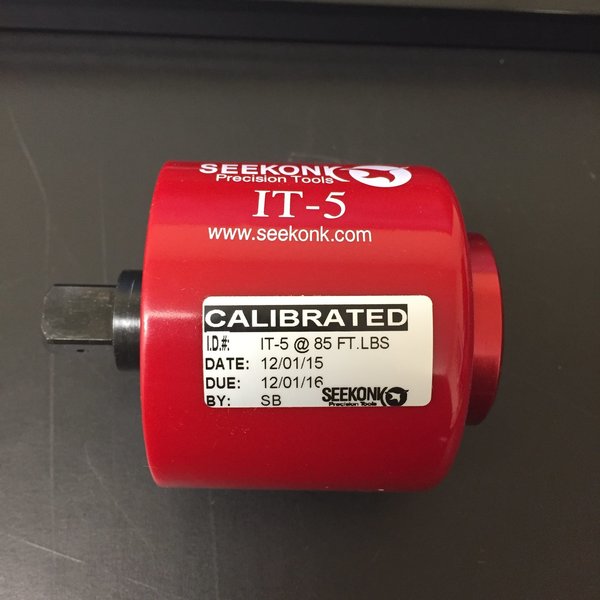 SEEKONK
Precision Tools
IT-5
www.seekonk.com
CALIBRATED
I.D.#: IT-5 @ 85 FT.LBS
DATE: 12/01/15
DUE: 12/01/16
BY: SB
SEEKONK
Precision Tools